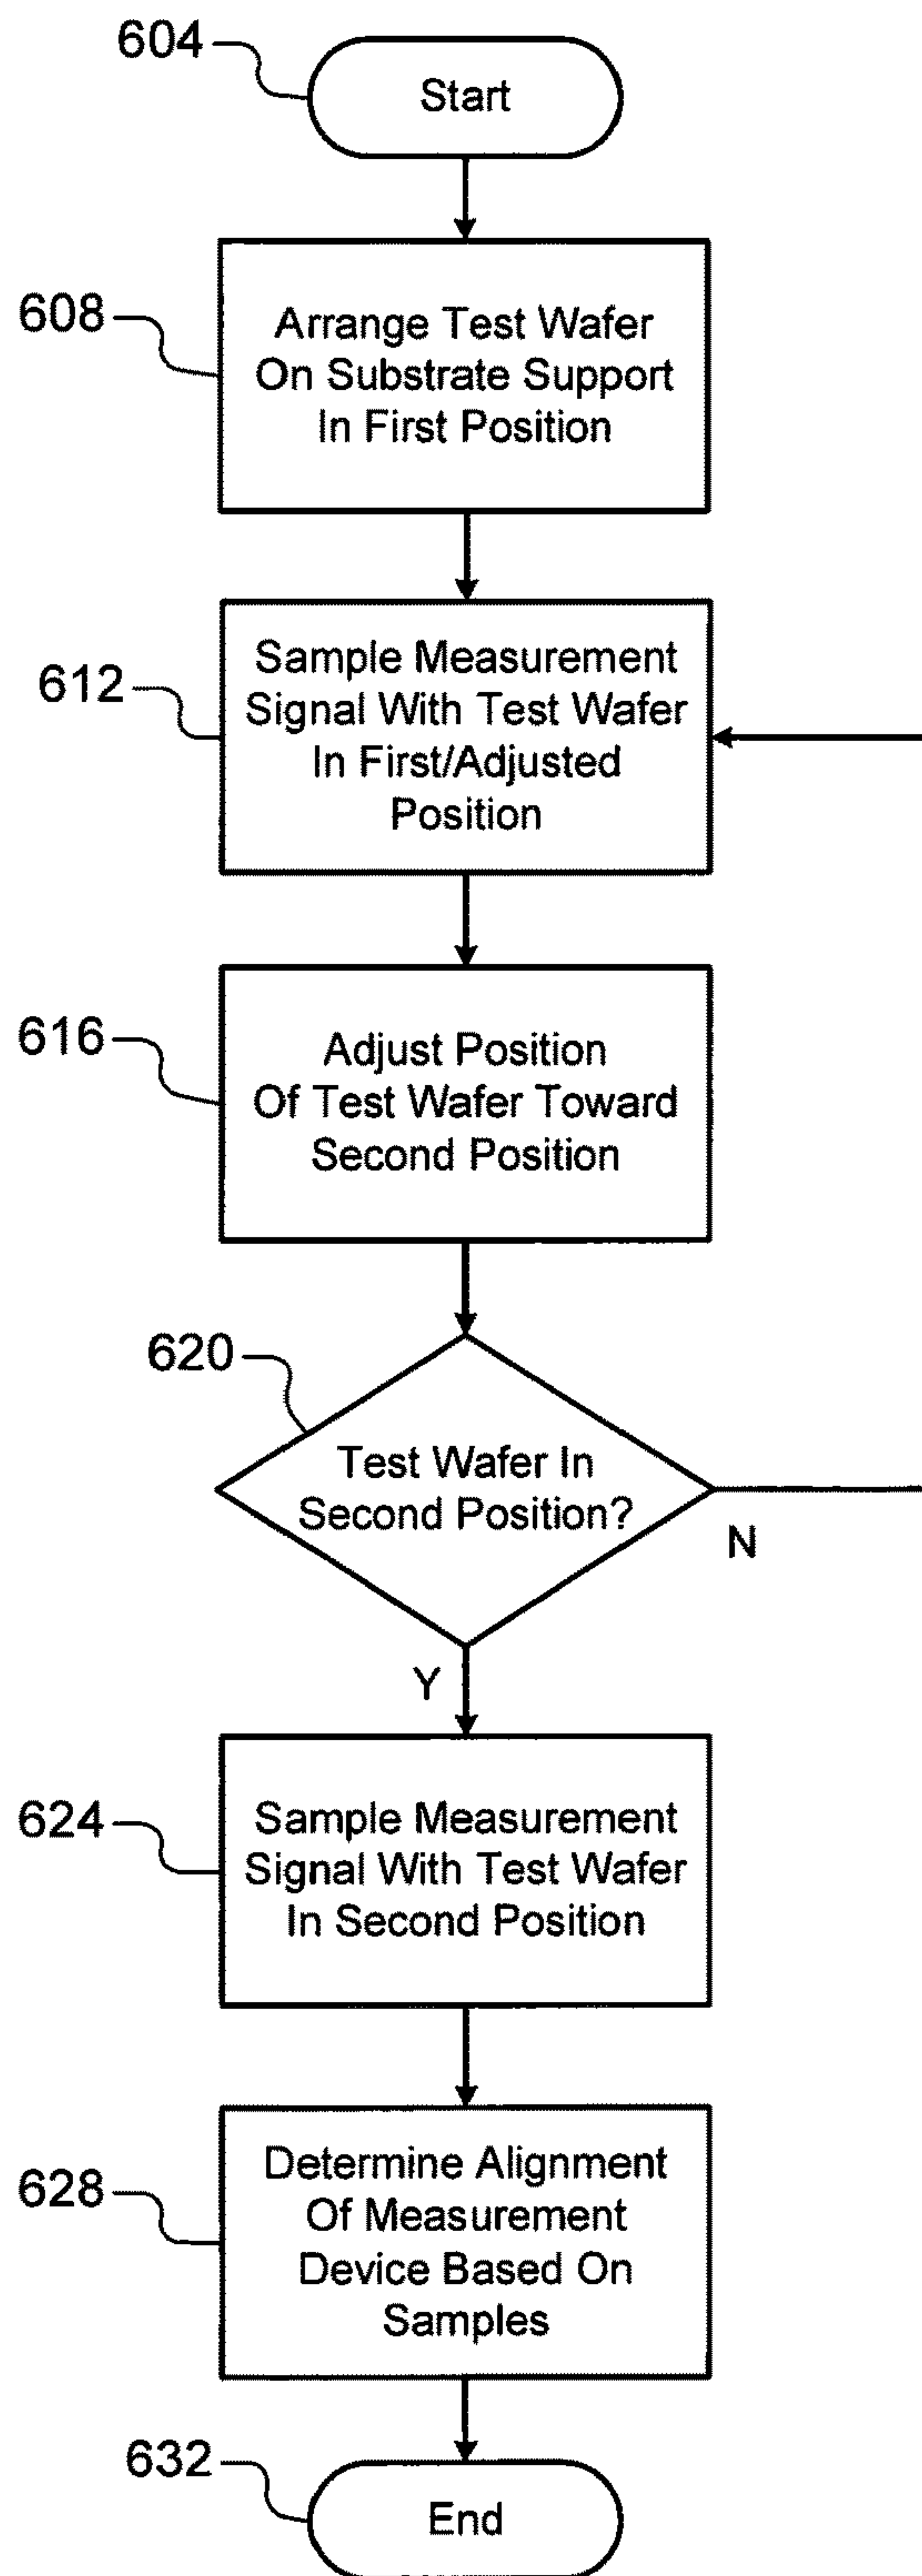 604
Start
608
Arrange Test Wafer
On Substrate Support
In First Position
612
Sample Measurement
Signal With Test Wafer
In First/Adjusted
Position
616
Adjust Position
Of Test Wafer Toward
Second Position
620
Test Wafer In
Second Position?
N
Y
624
Sample Measurement
Signal With Test Wafer
In Second Position
628
Determine Alignment
Of Measurement
Device Based On
Samples
632
End